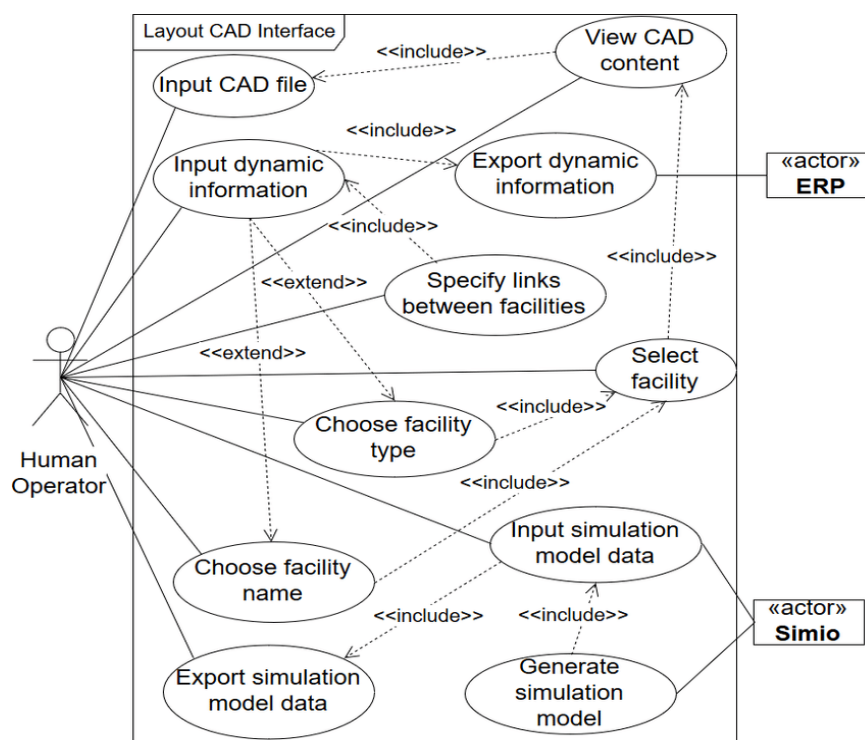 Layout CAD Interface
View CAD
content
<<include>>
Input CAD file
<<include>>
Input dynamic
information
Export dynamic
information
«actor»
ERP
<<include>>
<<include>>
<<extend>>
Specify links
between facilities
<<extend>>
Select
facility
<<include>>
Choose facility
type
Human
Operator
<<include>>
Input simulation
model data
Choose facility
name
<<include>>
<<include>>
«actor»
Simio
Export simulation
model data
Generate
simulation
model